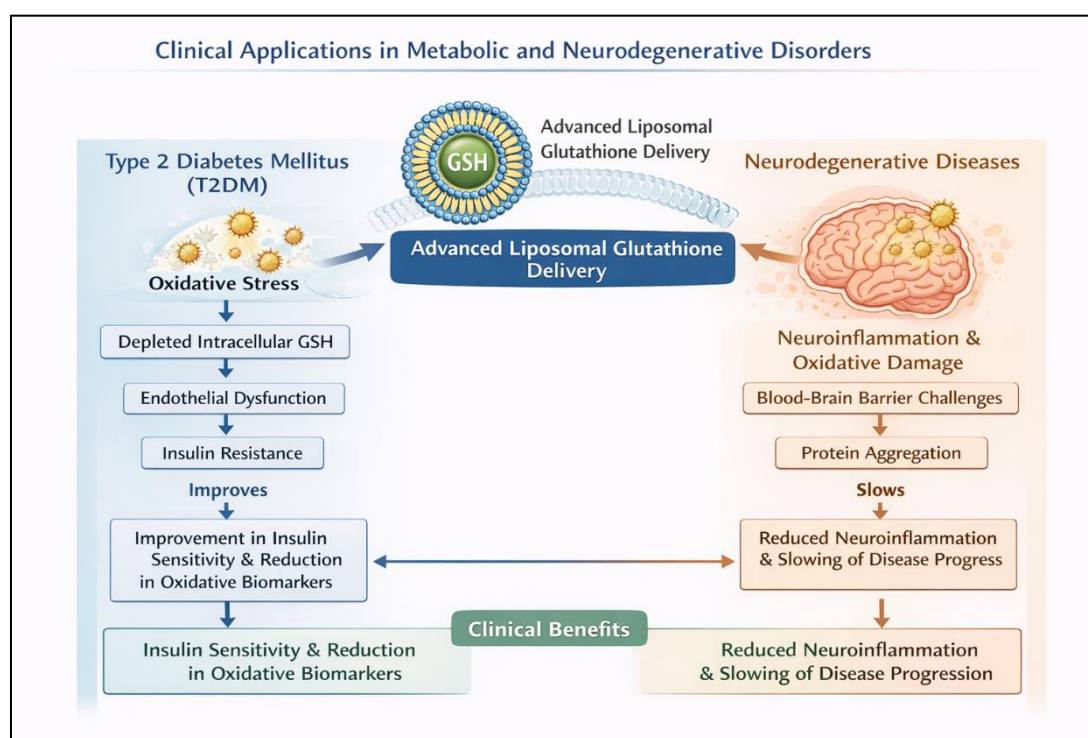 Clinical Applications in Metabolic and Neurodegenerative Disorders
Advanced Liposomal
Glutathione Delivery
GSH
Type 2 Diabetes Mellitus
(T2DM)
Oxidative Stress
Depleted Intracellular GSH
Endothelial Dysfunction
Insulin Resistance
Improves
Improvement in Insulin
Sensitivity & Reduction
in Oxidative Biomarkers
Insulin Sensitivity & Reduction
in Oxidative Biomarkers
Advanced Liposomal Glutathione
Delivery
Clinical Benefits
Neurodegenerative Diseases
Neuroinflammation &
Oxidative Damage
Blood-Brain Barrier Challenges
Protein Aggregation
Slows
Reduced Neuroinflammation
& Slowing of Disease Progress
Reduced Neuroinflammation
& Slowing of Disease Progression